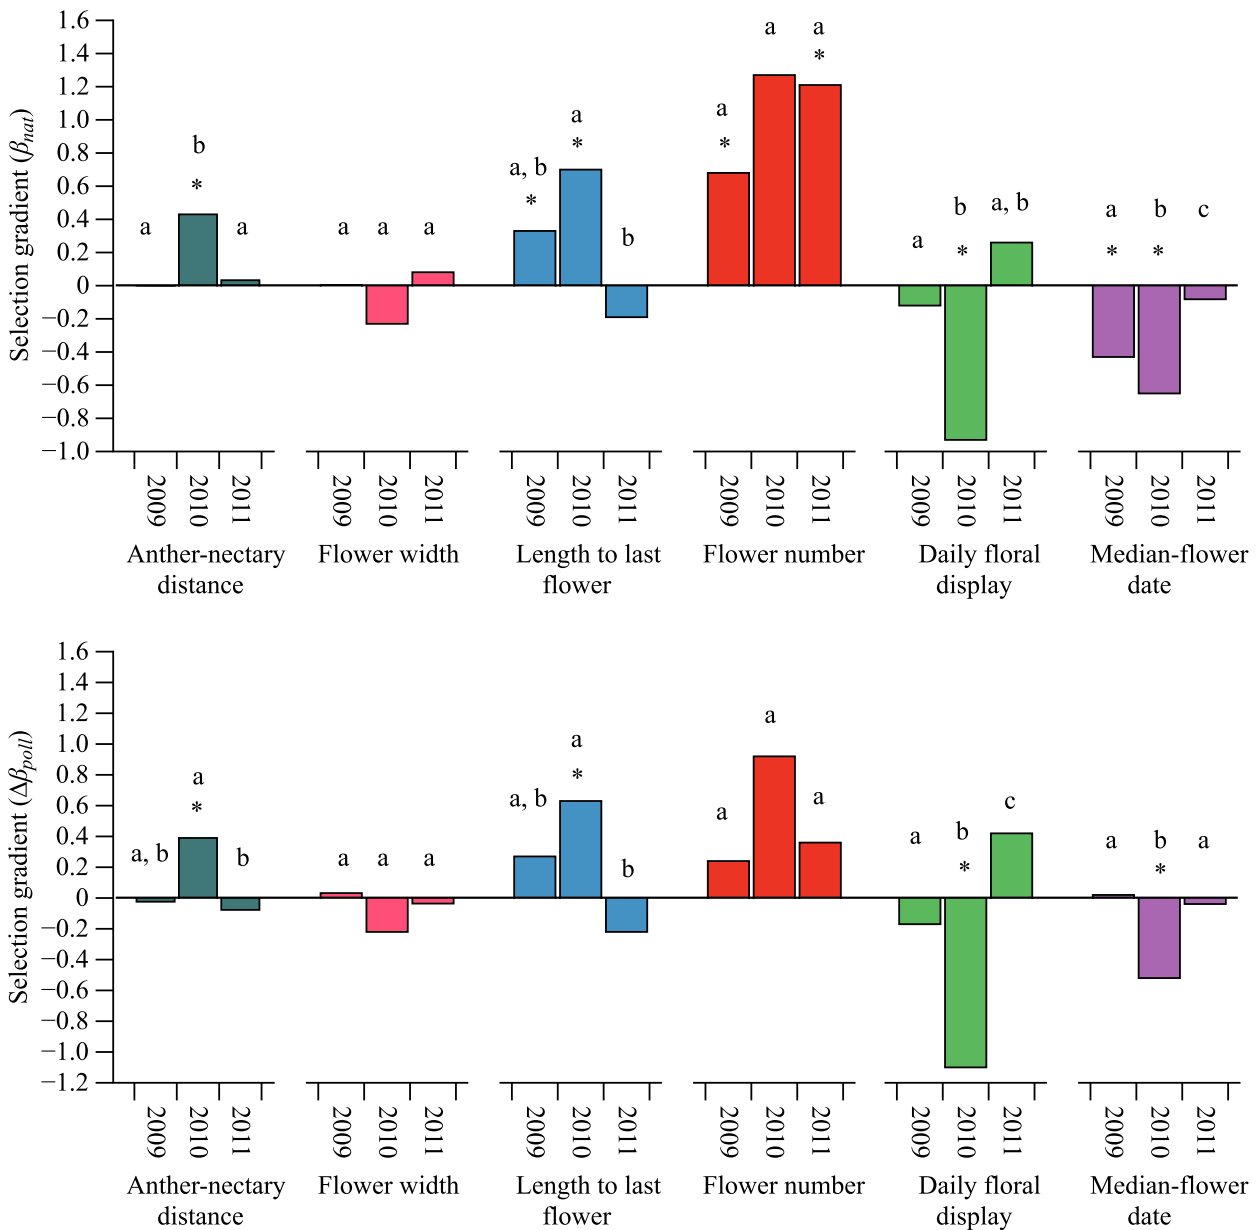 1.6
1.4
1.2
1.0
0.8
0.6
0.4
0.2
0
−0.2
−0.4
−0.6
−0.8
−1.0
Selection gradient (βnat)
a b * a
a a a
a, b * a * b
a * a a *
a b * a, b
a * b * c
2009 2010 2011 2009 2010 2011 2009 2010 2011 2009 2010 2011 2009 2010 2011 2009 2010 2011
Anther-nectary distance
Flower width
Length to last flower
Flower number
Daily floral display
Median-flower date
1.6
1.4
1.2
1.0
0.8
0.6
0.4
0.2
0
−0.2
−0.4
−0.6
−0.8
−1.0
−1.2
Selection gradient (Δβpoll)
a, b a * b
a a a
a, b a * b
a a a
a b * c
a b * a
2009 2010 2011 2009 2010 2011 2009 2010 2011 2009 2010 2011 2009 2010 2011 2009 2010 2011
Anther-nectary distance
Flower width
Length to last flower
Flower number
Daily floral display
Median-flower date